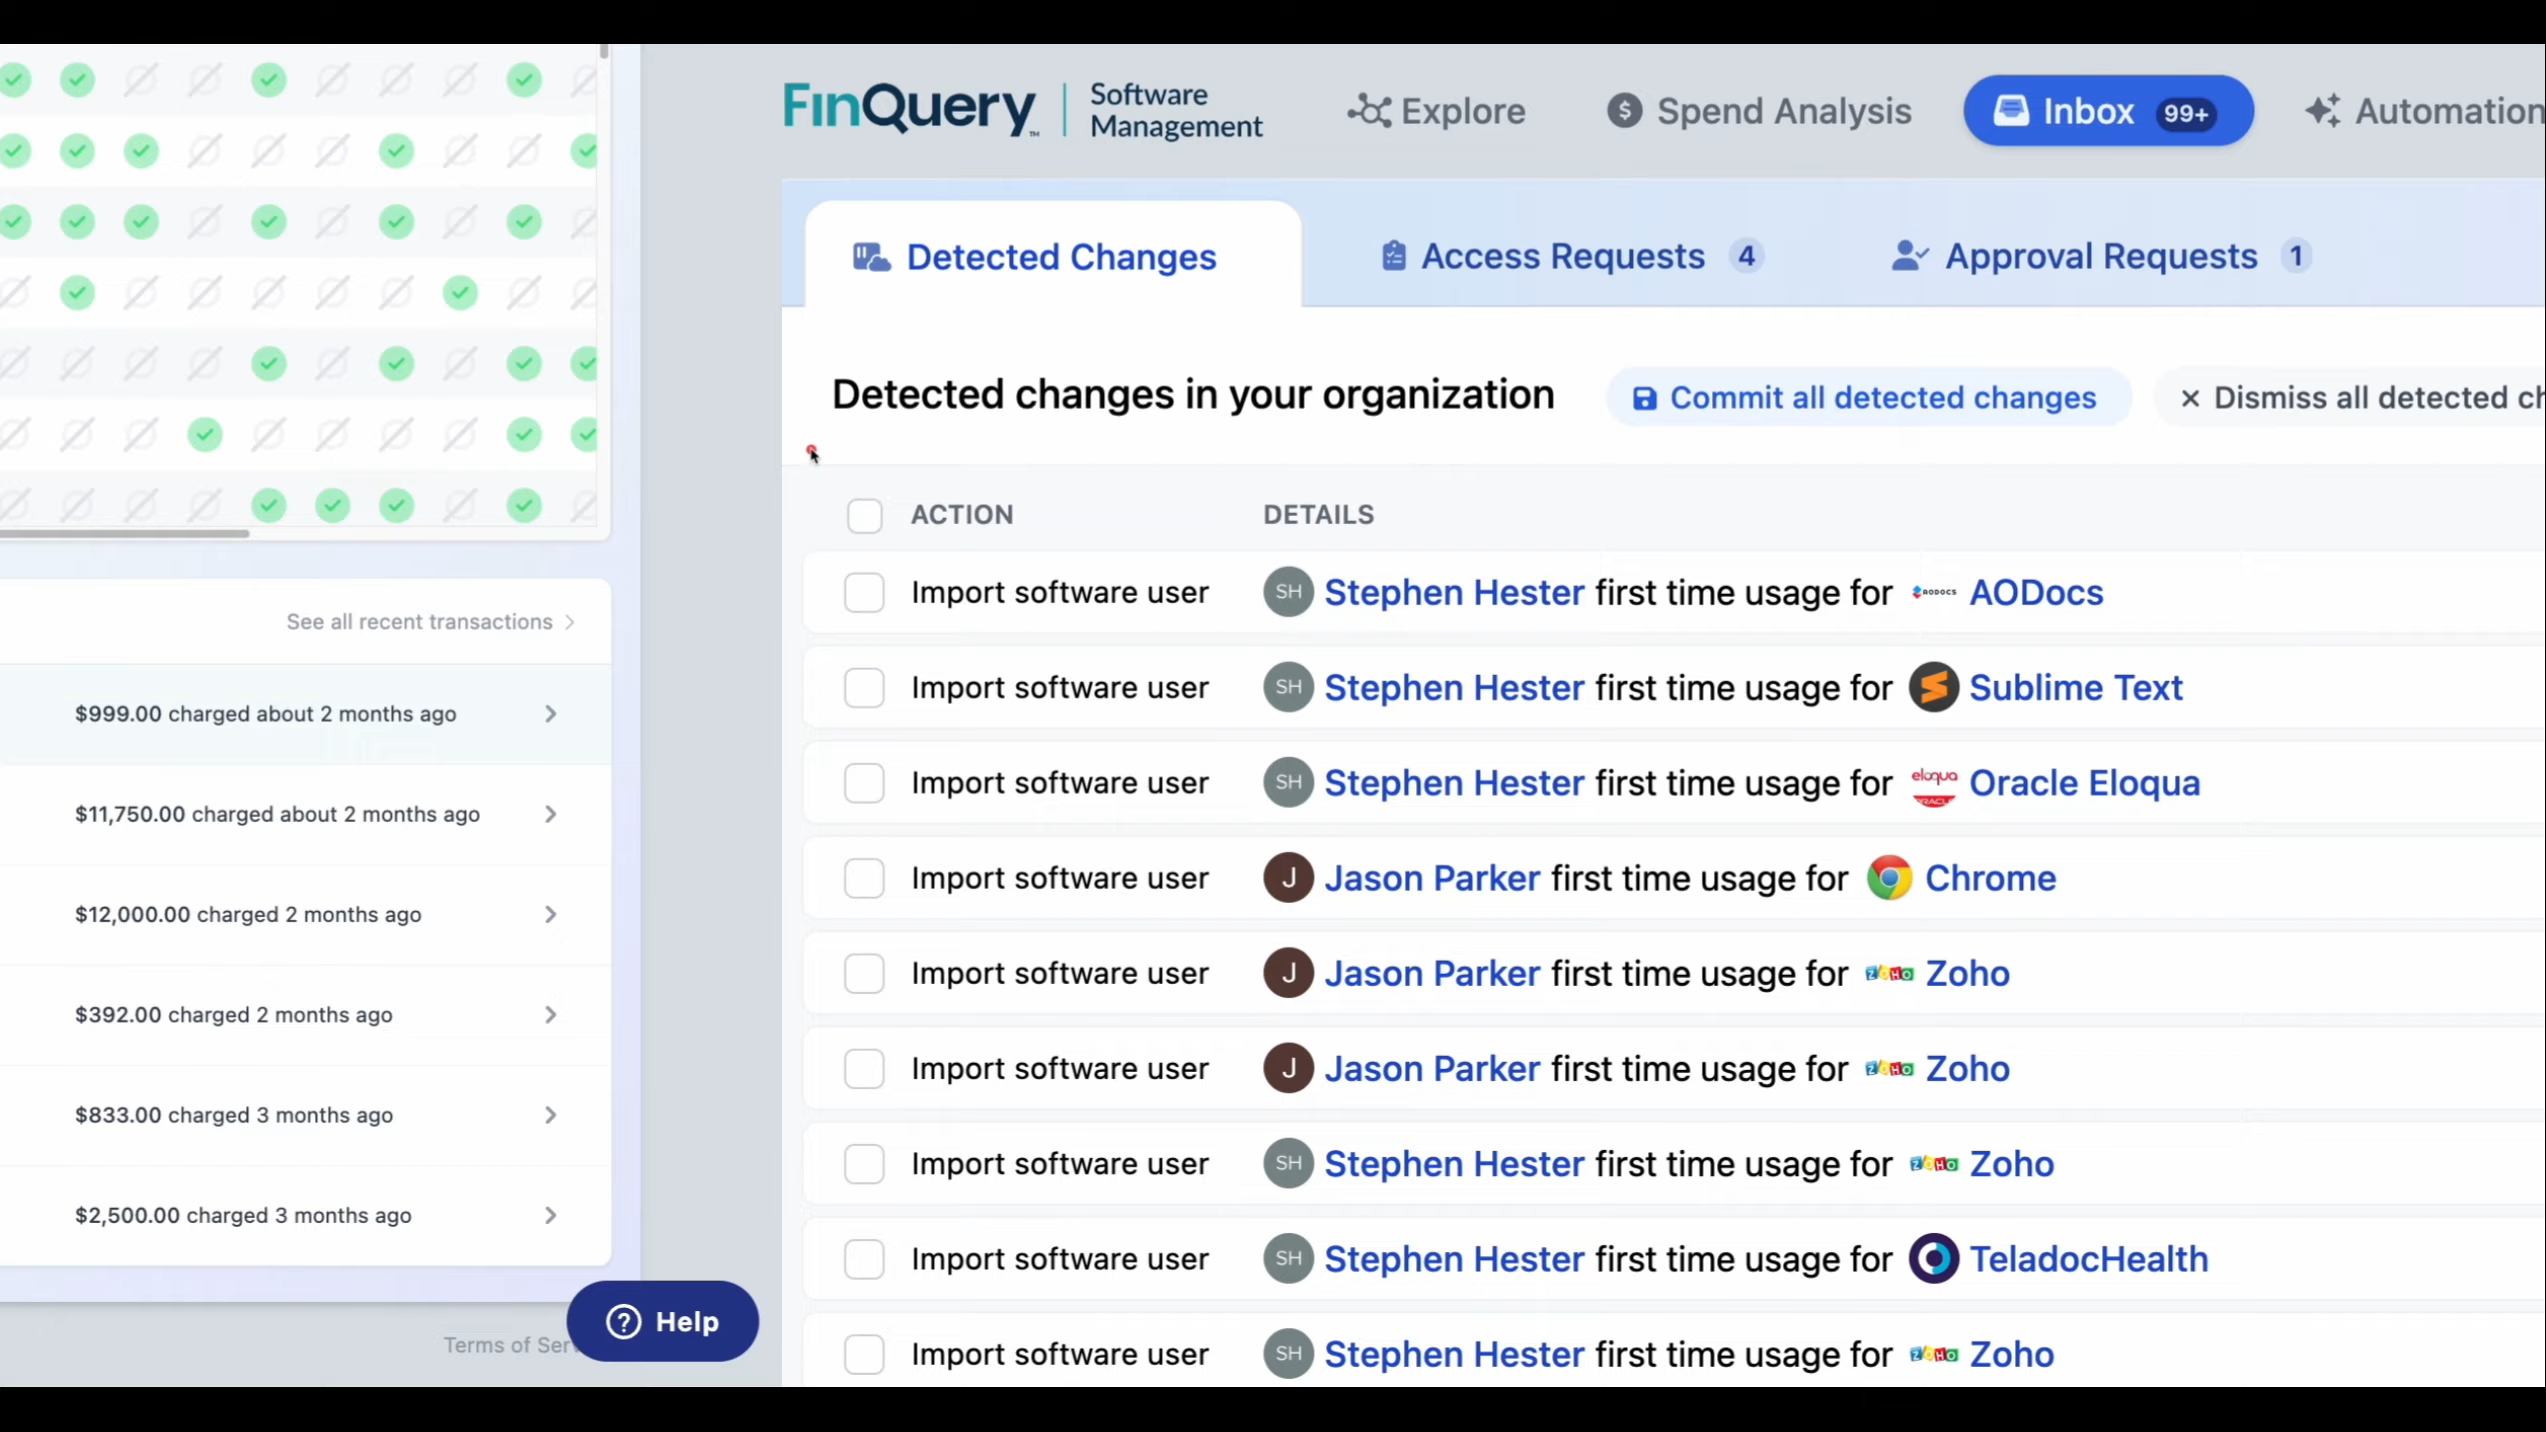 See all recent transactions
$999.00 charged about 2 months ago
$11,750.00 charged about 2 months ago
$12,000.00 charged 2 months ago
$392.00 charged 2 months ago
$833.00 charged 3 months ago
$2,500.00 charged 3 months ago
Terms of
Help
FinQuery™ Software Management
Explore
Spend Analysis
Inbox 99+
Automation
Detected Changes
Access Requests 4
Approval Requests 1
Detected changes in your organization
Commit all detected changes
Dismiss all detected
ACTION DETAILS
Import software user SH Stephen Hester first time usage for AODOCS AODocs
Import software user SH Stephen Hester first time usage for Sublime Text
Import software user SH Stephen Hester first time usage for eloqua Oracle Eloqua
Import software user J Jason Parker first time usage for Chrome
Import software user J Jason Parker first time usage for ZOHO Zoho
Import software user J Jason Parker first time usage for ZOHO Zoho
Import software user SH Stephen Hester first time usage for ZOHO Zoho
Import software user SH Stephen Hester first time usage for TeladocHealth
Import software user SH Stephen Hester first time usage for ZOHO Zoho